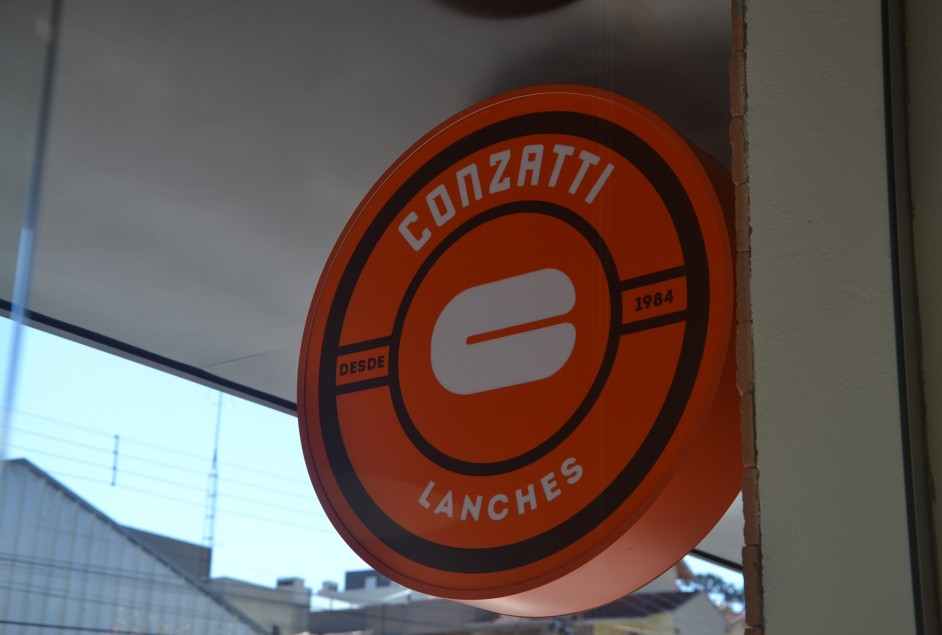 CONZATTI
DESDE
1984
LANCHES